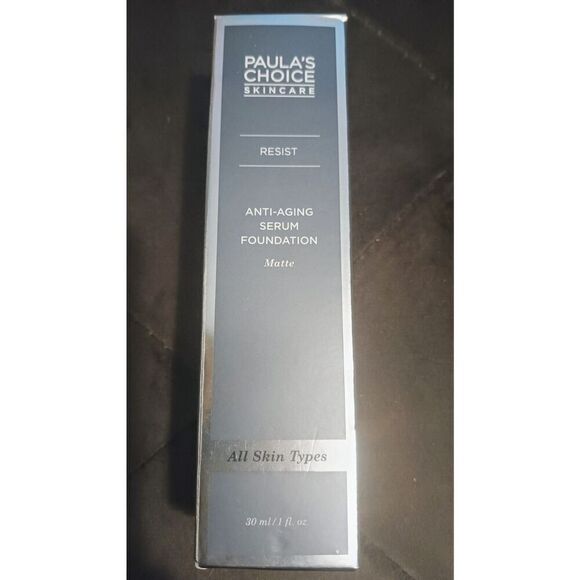 PAULA'S
CHOICE
SKINCARE
RESIST
ANTI-AGING
SERUM
FOUNDATION
Matte
All Skin Types
30 ml/1 fl. oz